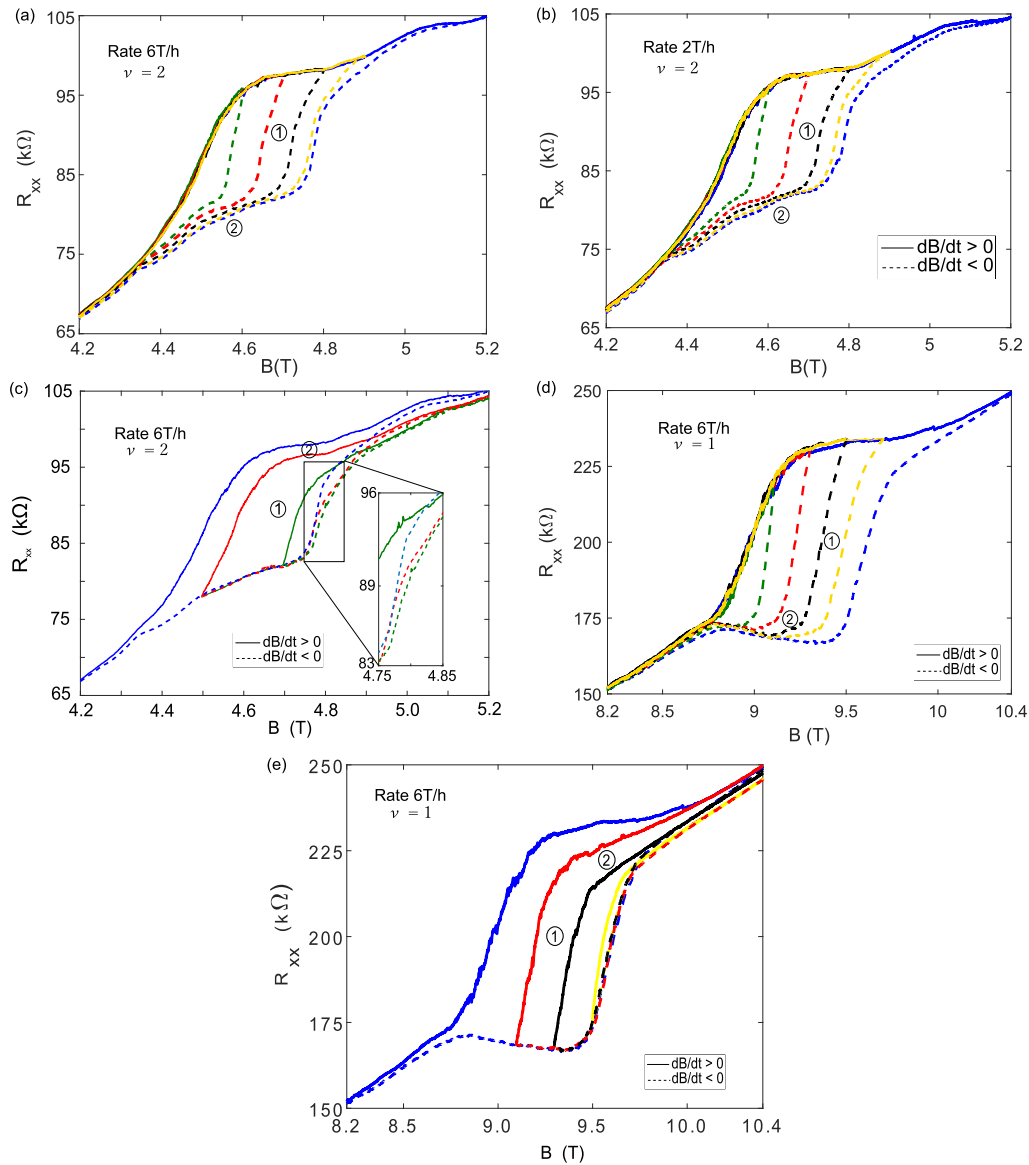 (a)
Rate 6T/h
ν = 2
①
②
105
95
85
75
65
R_xx (kΩ)
4.2 4.4 4.6 4.8 5 5.2
B(T)
(b)
Rate 2T/h
ν = 2
①
②
dB/dt > 0
dB/dt < 0
105
95
85
75
65
R_xx (kΩ)
4.2 4.4 4.6 4.8 5 5.2
B(T)
(c)
Rate 6T/h
ν = 2
②
①
96
89
83
4.75 4.85
dB/dt > 0
dB/dt < 0
105
95
85
75
65
R_xx (kΩ)
4.2 4.4 4.6 4.8 5.0 5.2
B (T)
(d)
Rate 6T/h
ν = 1
①
②
dB/dt > 0
dB/dt < 0
250
225
200
175
150
R_xx (kΩ)
8.2 8.5 9 9.5 10 10.4
B (T)
(e)
Rate 6T/h
ν = 1
②
①
dB/dt > 0
dB/dt < 0
250
225
200
175
150
R_xx (kΩ)
8.2 8.5 9.0 9.5 10.0 10.4
B (T)